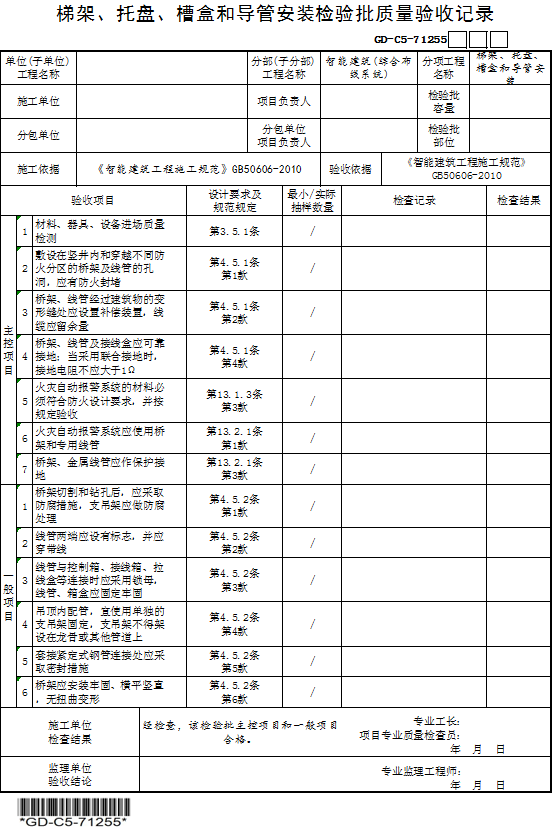 梯架、托盘、槽盒和导管安装检验批质量验收记录
GD-C5-71255
单位(子单位)
工程名称
分部(子分部)
工程名称
智能建筑(综合布
线系统)
分项工程
名称
梯架、托盘、
槽盒和导管安
装
施工单位
项目负责人
检验批
容量
分包单位
分包单位
项目负责人
检验批
部位
施工依据
《智能建筑工程施工规范》GB50606-2010
验收依据
《智能建筑工程施工规范》
GB50606-2010
验收项目
设计要求及
规范规定
最小/实际
抽样数量
检查记录
检查结果
主控项目
1
材料、器具、设备进场质量
检测
第3.5.1条
/
2
敷设在竖井内和穿越不同防
火分区的桥架及线管的孔
洞，应有防火封堵
第4.5.1条
第1款
/
3
桥架、线管经过建筑物的变
形缝处应设置补偿装置，线
缆应留余量
第4.5.1条
第2款
/
4
桥架、线管及接线盒应可靠
接地；当采用联合接地时，
接地电阻不应大于1Ω
第4.5.1条
第4款
/
5
火灾自动报警系统的材料必
须符合防火设计要求，并按
规定验收
第13.1.3条
第3款
/
6
火灾自动报警系统应使用桥
架和专用线管
第13.2.1条
第1款
/
7
桥架、金属线管应作保护接
地
第13.2.1条
第3款
/
一般项目
1
桥架切割和钻孔后，应采取
防腐措施，支吊架应做防腐
处理
第4.5.2条
第1款
/
2
线管两端应设有标志，并应
穿带线
第4.5.2条
第2款
/
3
线管与控制箱、接线箱、拉
线盒等连接时应采用锁母，
线管、箱盒应固定牢固
第4.5.2条
第3款
/
4
吊顶内配管，宜使用单独的
支吊架固定，支吊架不得架
设在龙骨或其他管道上
第4.5.2条
第4款
/
5
套接紧定式钢管连接处应采
取密封措施
第4.5.2条
第5款
/
6
桥架应安装牢固、横平竖直
，无扭曲变形
第4.5.2条
第6款
/
施工单位
检查结果
经检查，该检验批主控项目和一般项目
合格。
专业工长：
项目专业质量检查员：
年 月 日
监理单位
验收结论
专业监理工程师：
年 月 日
*GD-C5-71255*